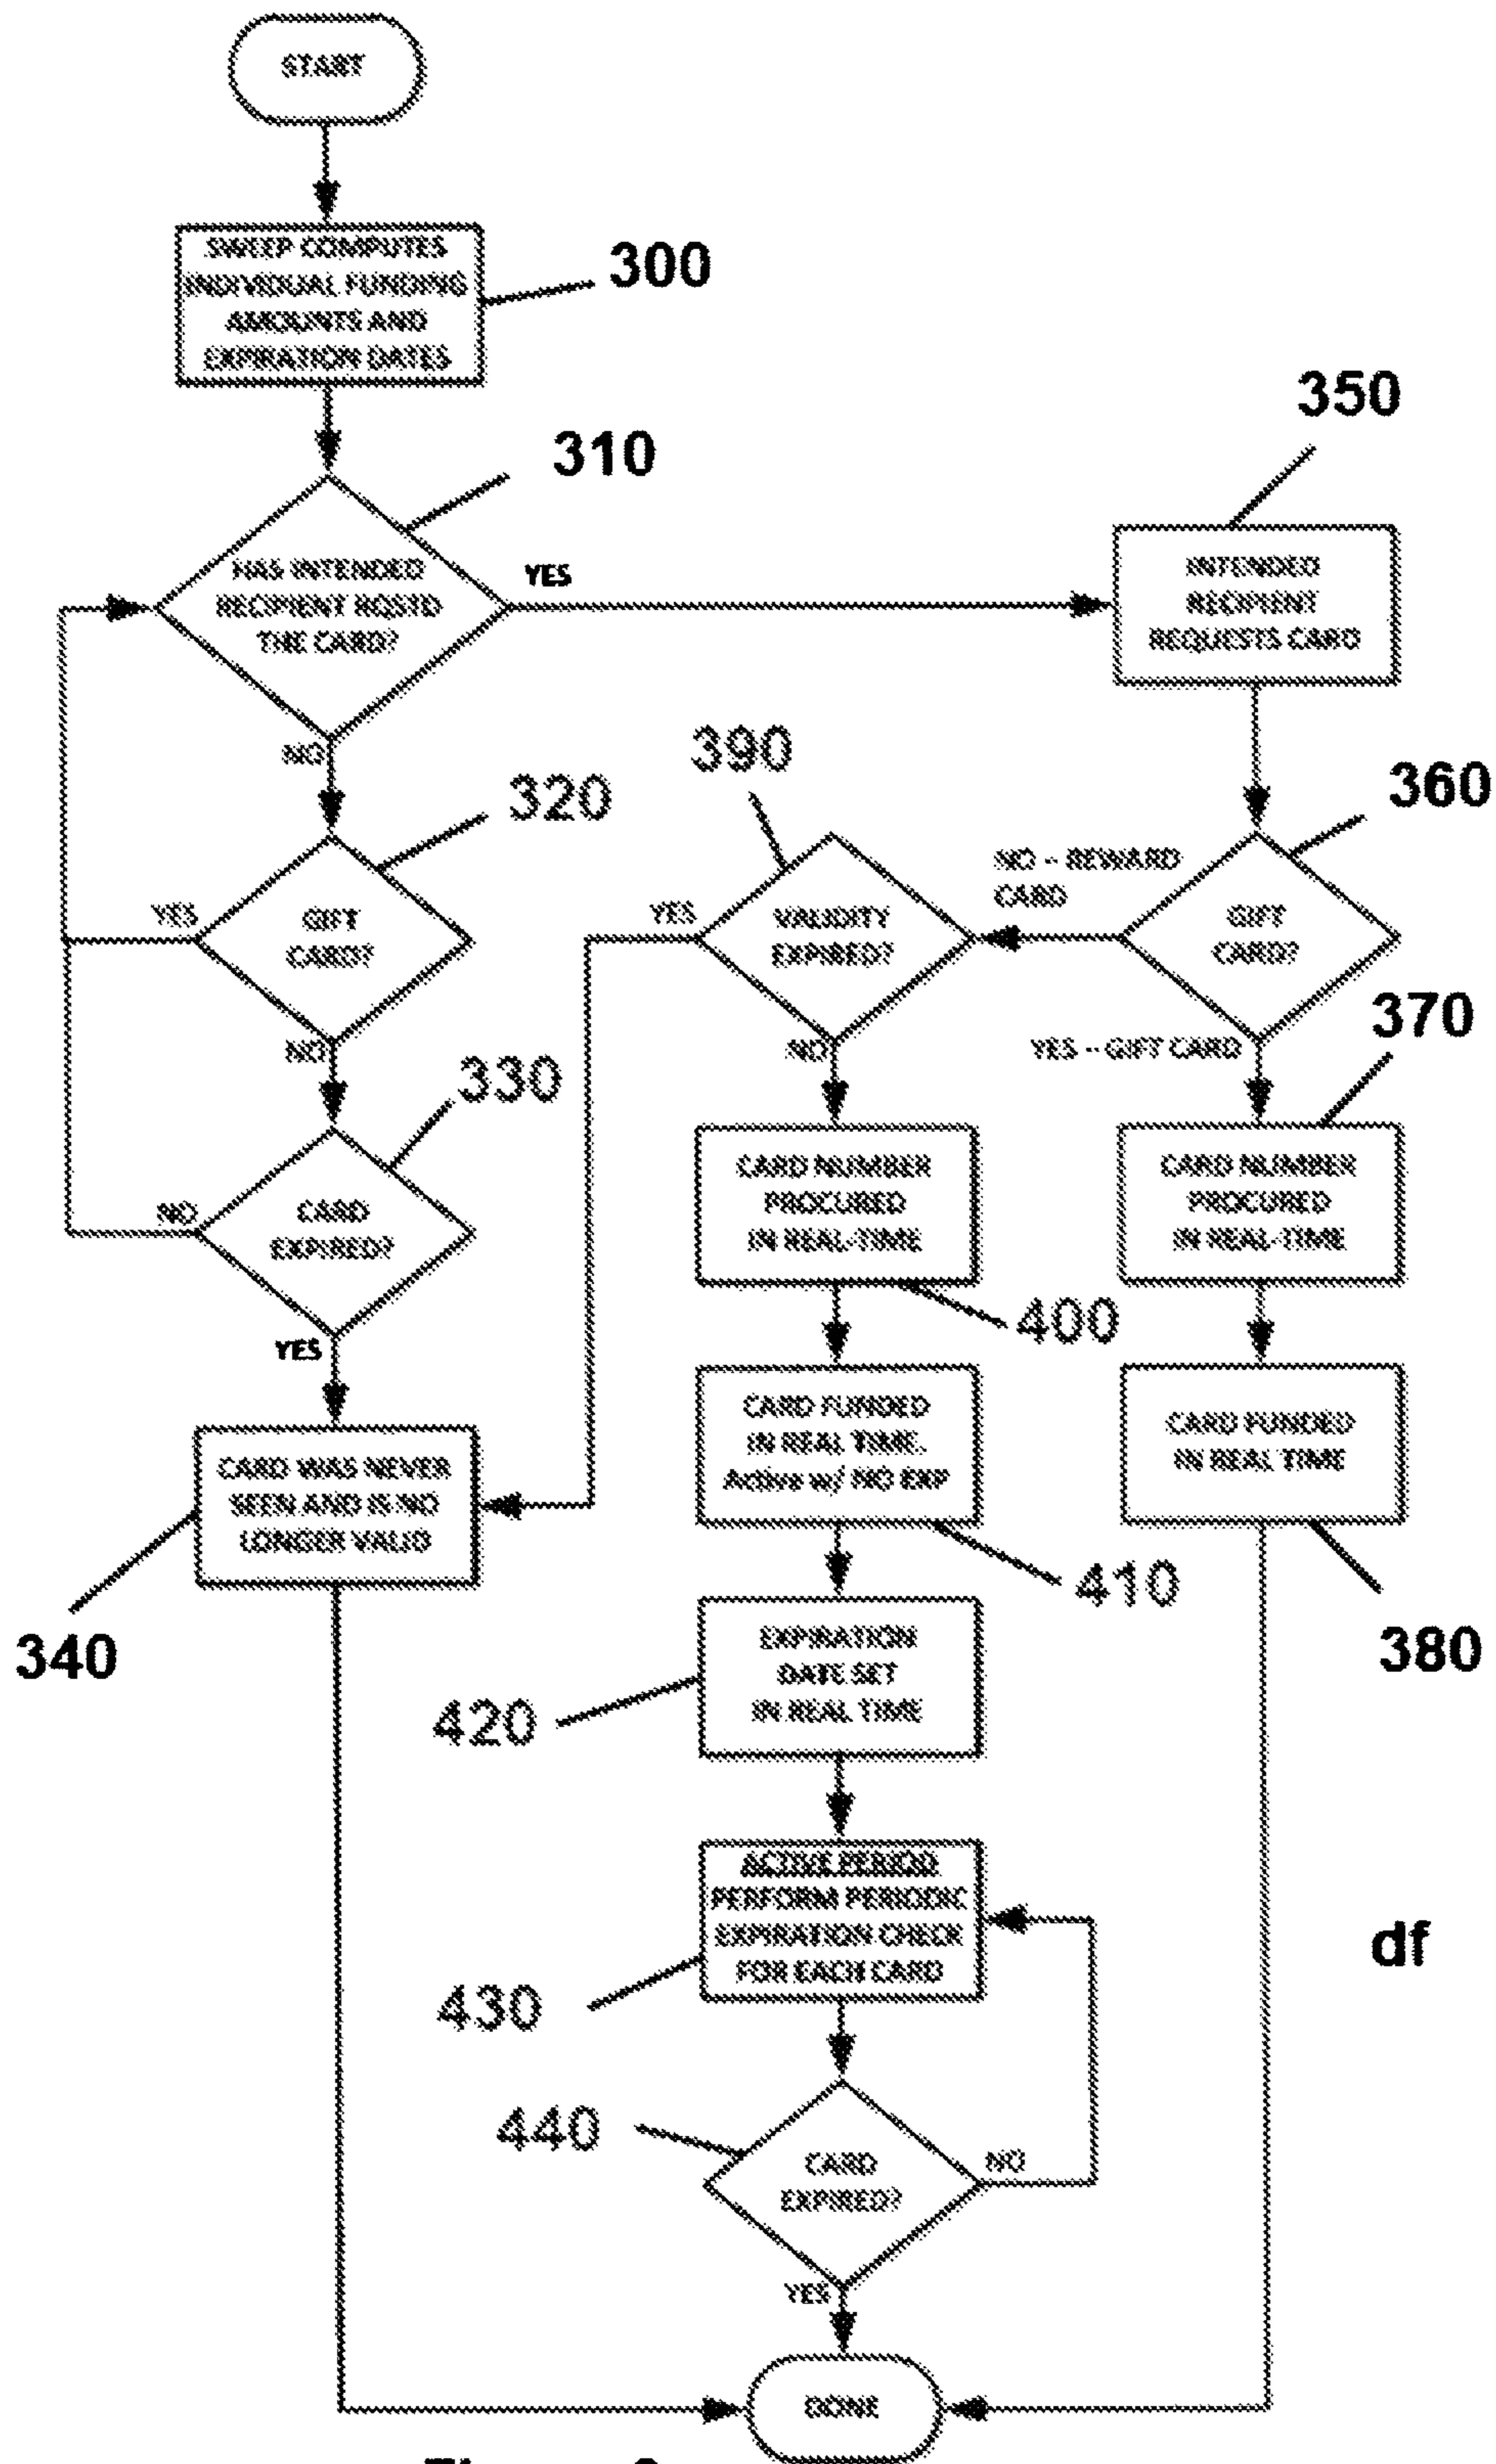 START
SWEEP COMPUTES
INDIVIDUAL FUNDING
AMOUNTS AND
EXPIRATION DATES
300
310
350
HAS INTENDED
RECIPIENT RQSTD
THE CARD?
YES
INTENDED
RECIPIENT
REQUESTS CARD
NO
320
390
360
YES
GIFT
CARD?
YES
VALIDITY
EXPIRED?
NO -- REWARD
CARD
GIFT
CARD?
NO
330
NO
YES -- GIFT CARD
370
NO
CARD
EXPIRED?
CARD NUMBER
PROCURED
IN REAL-TIME
CARD NUMBER
PROCURED
IN REAL-TIME
YES
400
CARD WAS NEVER
SEEN AND IS NO
LONGER VALID
CARD FUNDED
IN REAL TIME.
Active w/ NO EXP
CARD FUNDED
IN REAL TIME
340
410
380
420
EXPIRATION
DATE SET
IN REAL TIME
ACTIVE PERIOD
PERFORM PERIODIC
EXPIRATION CHECK
FOR EACH CARD
df
430
440
CARD
EXPIRED?
NO
YES
DONE